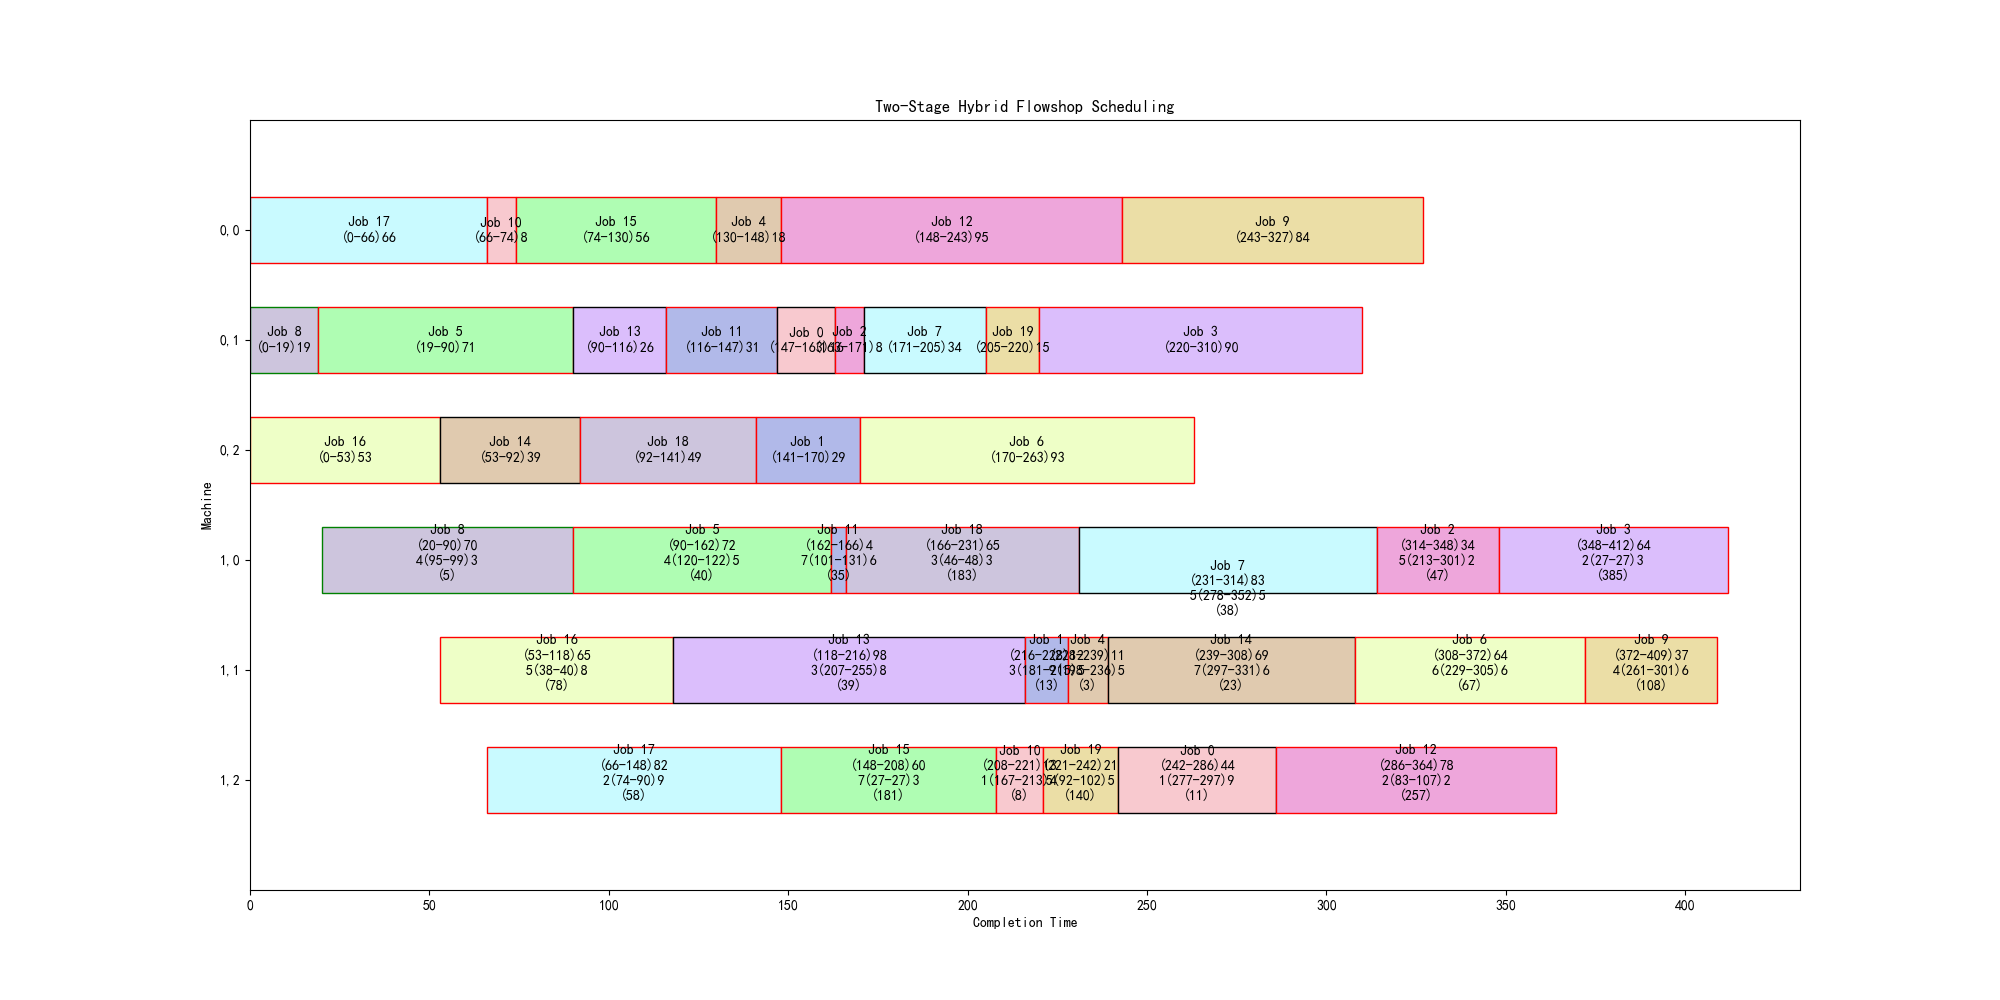 Two-Stage Hybrid Flowshop Scheduling
0,0
Job 17
(0-66)66
Job 10
(66-74)8
Job 15
(74-130)56
Job 4
(130-148)18
Job 12
(148-243)95
Job 9
(243-327)84
0,1
Job 8
(0-19)19
Job 5
(19-90)71
Job 13
(90-116)26
Job 11
(116-147)31
Job 0
(147-163)16
Job 2
(163-171)8
Job 7
(171-205)34
Job 19
(205-220)15
Job 3
(220-310)90
0,2
Job 16
(0-53)53
Job 14
(53-92)39
Job 18
(92-141)49
Job 1
(141-170)29
Job 6
(170-263)93
Machine
1,0
Job 8
(20-90)70
4(95-99)3
(5)
Job 5
(90-162)72
4(120-122)5
(40)
Job 11
(162-166)4
7(101-131)6
(35)
Job 18
(166-231)65
3(46-48)3
(183)
Job 7
(231-314)83
5(278-352)5
(38)
Job 2
(314-348)34
5(213-301)2
(47)
Job 3
(348-412)64
2(27-27)3
(385)
1,1
Job 16
(53-118)65
5(38-40)8
(78)
Job 13
(118-216)98
3(207-255)8
(39)
Job 1
(216-228)12
(13)
Job 4
(228-239)11
(3)
Job 14
(239-308)69
7(297-331)6
(23)
Job 6
(308-372)64
6(229-305)6
(67)
Job 9
(372-409)37
4(261-301)6
(108)
1,2
Job 17
(66-148)82
2(74-90)9
(58)
Job 15
(148-208)60
7(27-27)3
(181)
Job 10
(208-221)13
(8)
Job 19
(221-242)21
(140)
Job 0
(242-286)44
1(277-297)9
(11)
Job 12
(286-364)78
2(83-107)2
(257)
0
50
100
150
200
250
300
350
400
Completion Time